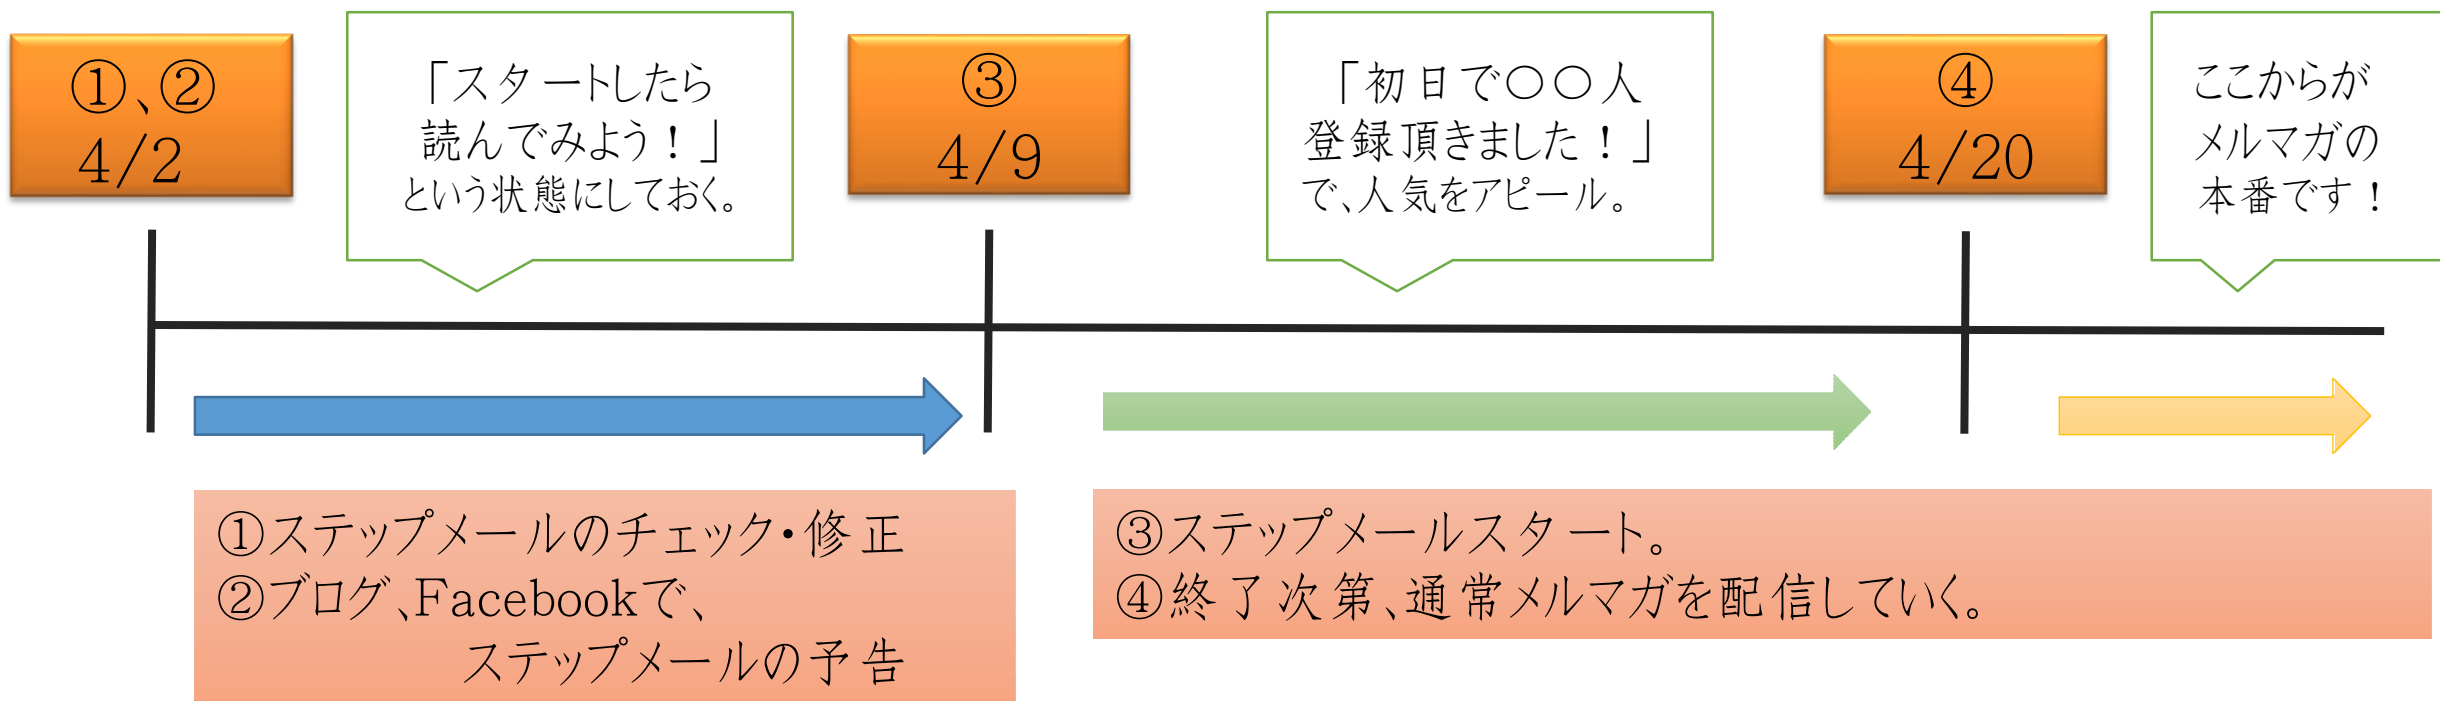 ①、②
4/2
「スタートしたら
読んでみよう！」
という状態にしておく。
③
4/9
「初日で〇〇人
登録頂きました！」
で、人気をアピール。
④
4/20
ここからが
メルマガの
本番です！
①ステップメールのチェック・修正
②ブログ、Facebookで、
ステップメールの予告
③ステップメールスタート。
④終了次第、通常メルマガを配信していく。